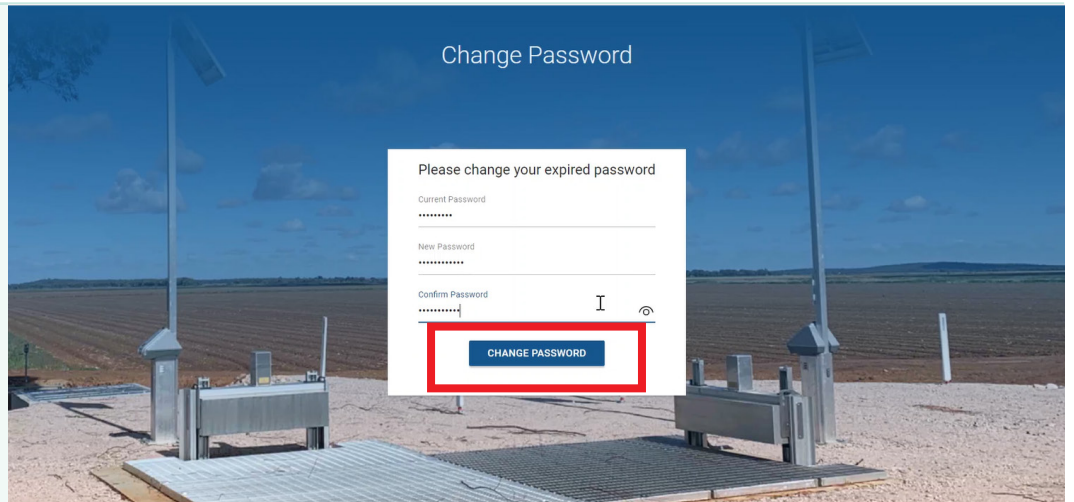 Change Password
Please change your expired password
Current Password
•••••••••
New Password
••••••••••••
Confirm Password
•••••••••••
CHANGE PASSWORD